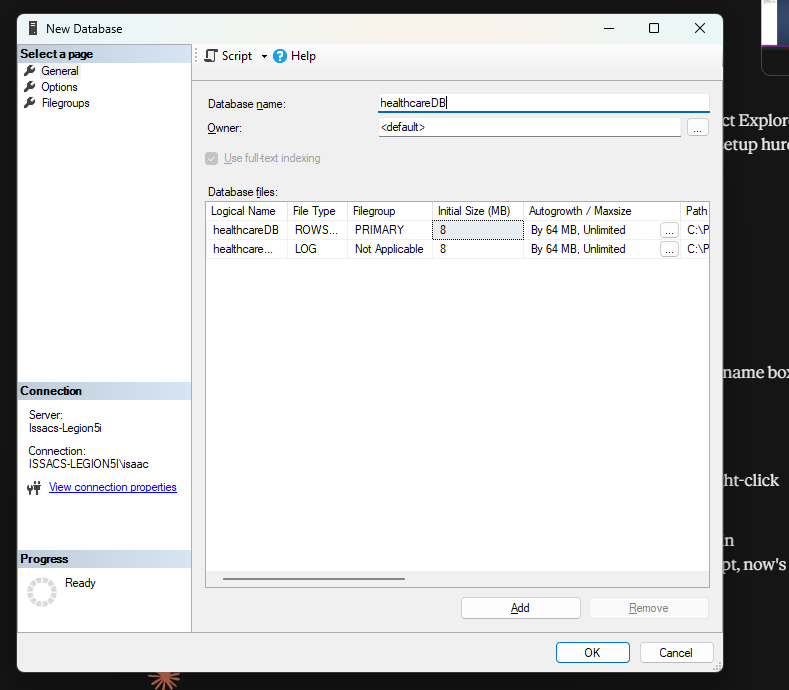 New Database
Select a page
General
Options
Filegroups
Script
Help
Database name: healthcareDB
Owner: <default> ...
Use full-text indexing
Database files:
Logical Name File Type Filegroup Initial Size (MB) Autogrowth / Maxsize Path
healthcareDB ROWS... PRIMARY 8 By 64 MB, Unlimited ... C:\P
healthcare... LOG Not Applicable 8 By 64 MB, Unlimited ... C:\P
Connection
Server:
Issacs-Legion5i
Connection:
ISSACS-LEGION5I\isaac
View connection properties
Progress
Ready
Add Remove
OK Cancel
ct Explor
etup hur
name box
ht-click
n
pt, now's